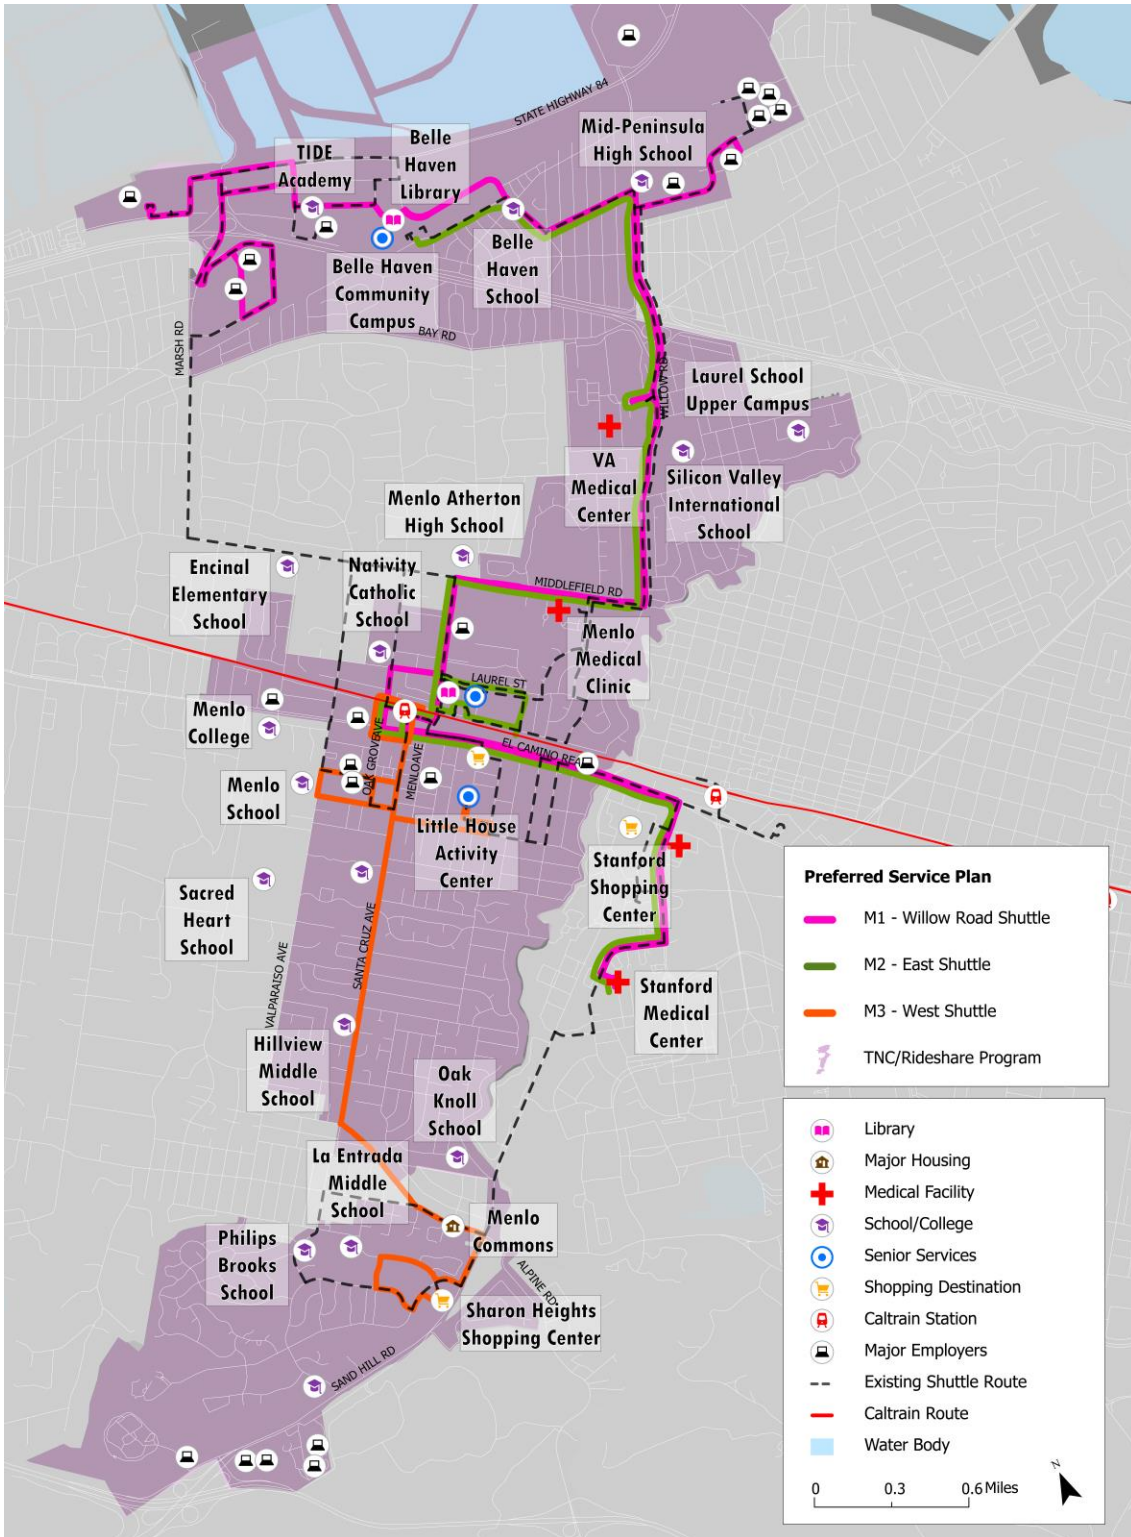 STATE HIGHWAY 84
Belle
Haven
Library
Mid-Peninsula
High School
TIDE
Academy
Belle
Haven
School
Belle Haven
Community
Campus
BAY RD
MARSH RD
WILLOW RD
Laurel School
Upper Campus
VA
Medical
Center
Silicon Valley
International
School
Menlo Atherton
High School
Encinal
Elementary
School
Nativity
Catholic
School
MIDDLEFIELD RD
Menlo
Medical
Clinic
LAUREL ST
Menlo
College
OAK GROVE AVE
MENLO AVE
EL CAMINO REAL
Menlo
School
Little House
Activity
Center
Stanford
Shopping
Center
Sacred
Heart
School
SANTA CRUZ AVE
VALPARAISO AVE
Stanford
Medical
Center
Hillview
Middle
School
Oak
Knoll
School
La Entrada
Middle
School
Menlo
Commons
Philips
Brooks
School
ALPINE RD
Sharon Heights
Shopping Center
SAND HILL RD
Preferred Service Plan
M1 - Willow Road Shuttle
M2 - East Shuttle
M3 - West Shuttle
TNC/Rideshare Program
Library
Major Housing
Medical Facility
School/College
Senior Services
Shopping Destination
Caltrain Station
Major Employers
Existing Shuttle Route
Caltrain Route
Water Body
N
0 0.3 0.6 Miles